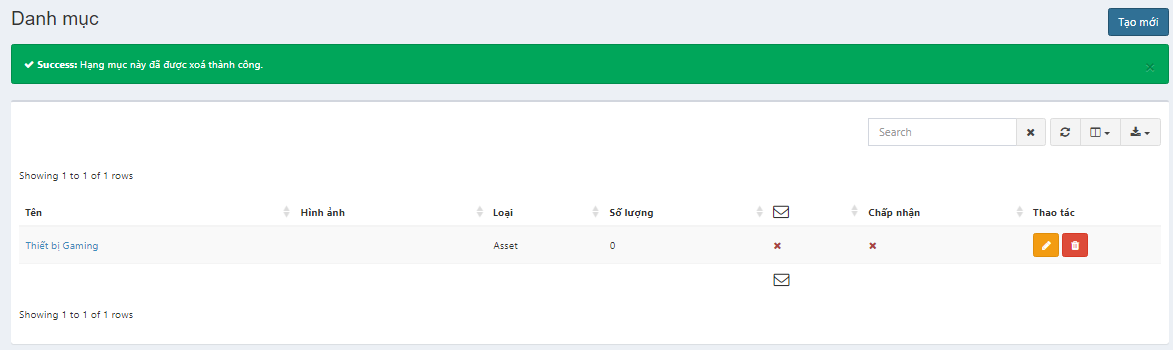 Danh mục
Tạo mới
Success: Hạng mục này đã được xoá thành công.
Search
Showing 1 to 1 of 1 rows
Tên Hình ảnh Loại Số lượng Chấp nhận Thao tác
Thiết bị Gaming Asset 0
Showing 1 to 1 of 1 rows